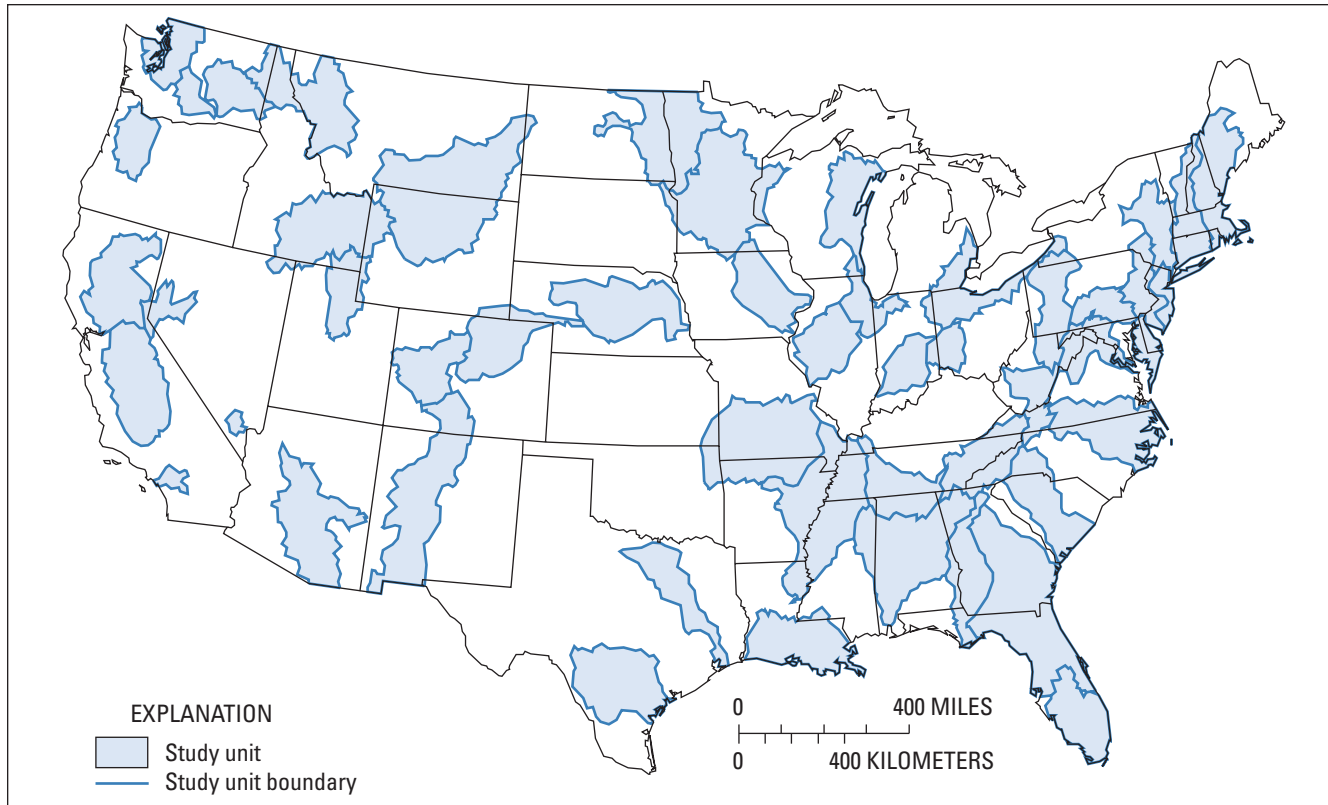 EXPLANATION
Study unit
Study unit boundary
0 400 MILES
0 400 KILOMETERS